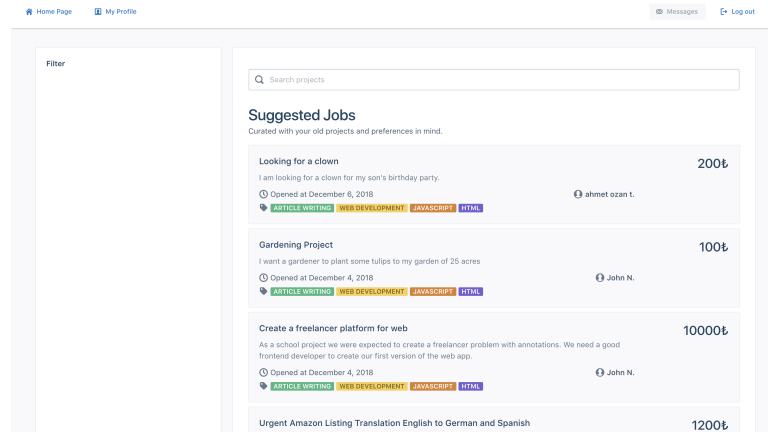 Home Page
My Profile
Messages
Log out
Filter
Search projects
Suggested Jobs
Curated with your old projects and preferences in mind.
Looking for a clown
200₺
I am looking for a clown for my son's birthday party.
Opened at December 6, 2018
ahmet ozan t.
ARTICLE WRITING WEB DEVELOPMENT JAVASCRIPT HTML
Gardening Project
100₺
I want a gardener to plant some tulips to my garden of 25 acres
Opened at December 4, 2018
John N.
ARTICLE WRITING WEB DEVELOPMENT JAVASCRIPT HTML
Create a freelancer platform for web
10000₺
As a school project we were expected to create a freelancer problem with annotations. We need a good
frontend developer to create our first version of the web app.
Opened at December 4, 2018
John N.
ARTICLE WRITING WEB DEVELOPMENT JAVASCRIPT HTML
Urgent Amazon Listing Translation English to German and Spanish
1200₺